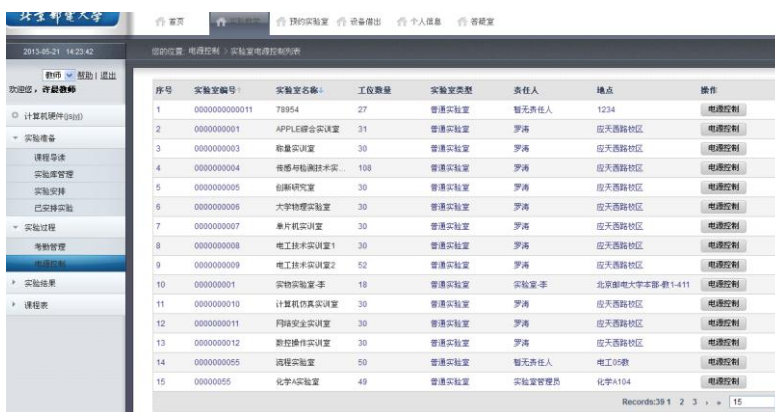 北京邮电大学
首页 预约实验室 设备借出 个人信息 答疑室
2013-05-21 14:23:42
您的位置: 电源控制 > 实验室电源控制列表
教师 帮助 | 退出
欢迎您，许晨教师
计算机硬件(jsjyj)
实验准备
课程导读
实验库管理
实验安排
已安排实验
实验过程
考勤管理
电源控制
实验结果
课程表
序号 实验室编号 实验室名称 工位数量 实验室类型 责任人 地点 操作
1 0000000000011 78954 27 普通实验室 暂无责任人 1234 电源控制
2 0000000001 APPLE综合实训室 31 普通实验室 罗涛 应天西路校区 电源控制
3 0000000003 称量实训室 30 普通实验室 罗涛 应天西路校区 电源控制
4 0000000004 传感与检测技术实... 108 普通实验室 罗涛 应天西路校区 电源控制
5 0000000005 创新研究室 30 普通实验室 罗涛 应天西路校区 电源控制
6 0000000006 大学物理实验室 30 普通实验室 罗涛 应天西路校区 电源控制
7 0000000007 单片机实训室 30 普通实验室 罗涛 应天西路校区 电源控制
8 0000000008 电工技术实训室1 30 普通实验室 罗涛 应天西路校区 电源控制
9 0000000009 电工技术实训室2 52 普通实验室 罗涛 应天西路校区 电源控制
10 000000001 实物实验室-李 18 普通实验室 实验室-李 北京邮电大学本部-教1-411 电源控制
11 0000000010 计算机仿真实训室 30 普通实验室 罗涛 应天西路校区 电源控制
12 0000000011 网络安全实训室 30 普通实验室 罗涛 应天西路校区 电源控制
13 0000000012 数控操作实训室 30 普通实验室 罗涛 应天西路校区 电源控制
14 0000000055 流程实验室 50 普通实验室 暂无责任人 电工05教 电源控制
15 00000055 化学A实验室 49 普通实验室 实验室管理员 化学A104 电源控制
Records:39 1 2 3 › » 15